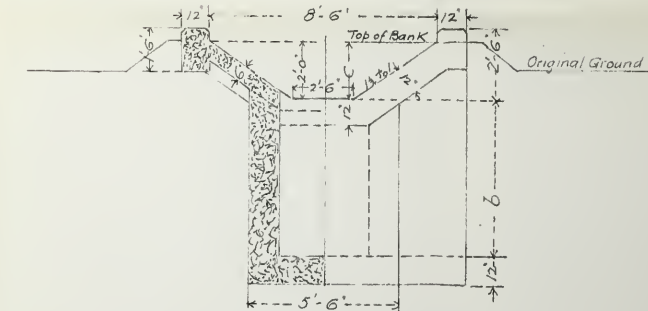 12"
8'-6"
12"
1'-6"
2'-0"
Top of Bank
C
2'-6"
Original Ground
6"
2'-6"
1½ to 1
12"
b
12"
5'-6"